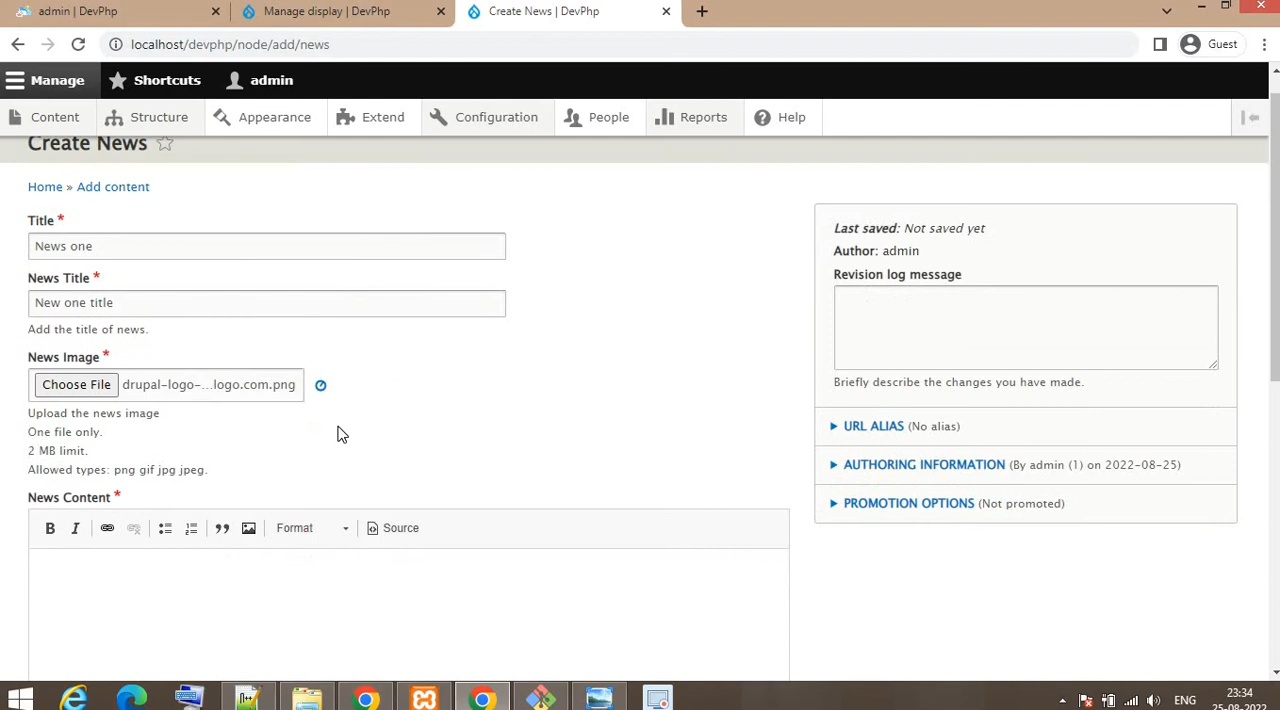 admin | DevPhp
Manage display | DevPhp
Create News | DevPhp
localhost/devphp/node/add/news
Guest
Manage
Shortcuts
admin
Content
Structure
Appearance
Extend
Configuration
People
Reports
Help
Create News
Home » Add content
Title *
News one
News Title *
New one title
Add the title of news.
News Image *
Choose File drupal-logo-...logo.com.png
Upload the news image
One file only.
2 MB limit.
Allowed types: png gif jpg jpeg.
News Content *
B I Format Source
Last saved: Not saved yet
Author: admin
Revision log message
Briefly describe the changes you have made.
URL ALIAS (No alias)
AUTHORING INFORMATION (By admin (1) on 2022-08-25)
PROMOTION OPTIONS (Not promoted)
ENG
23:34
25-08-2022